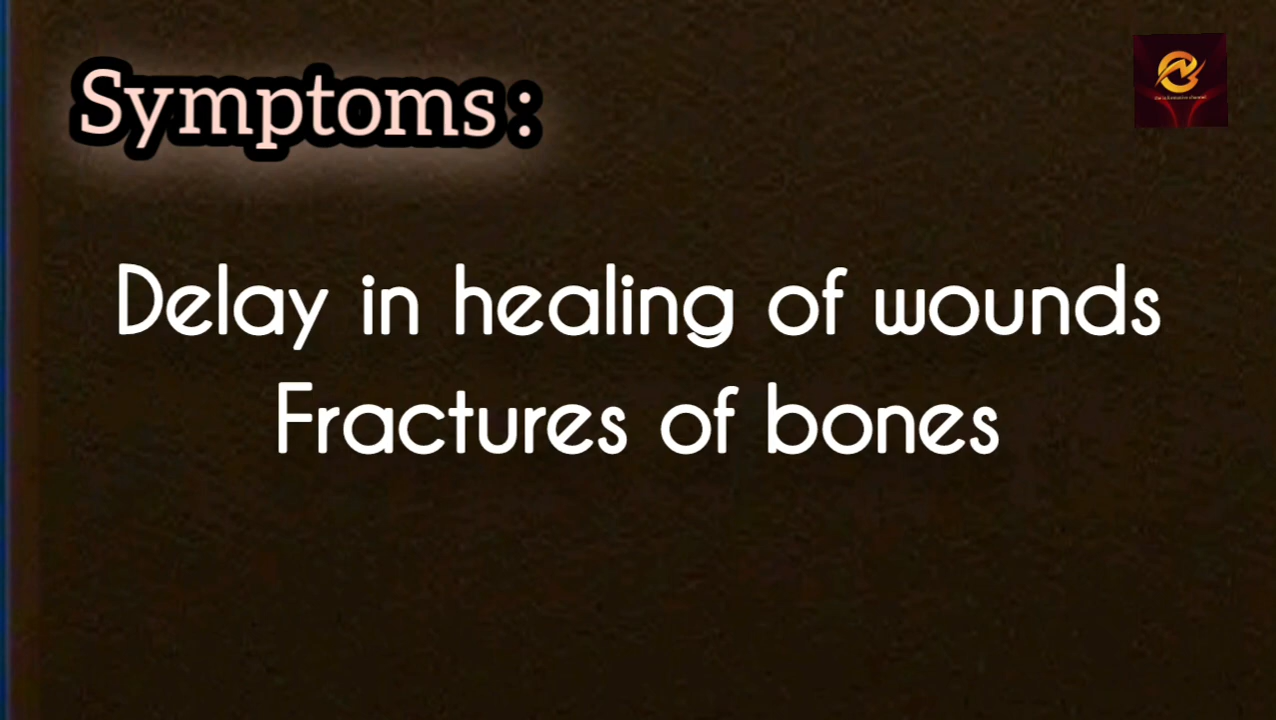 Symptoms:
Delay in healing of wounds
Fractures of bones